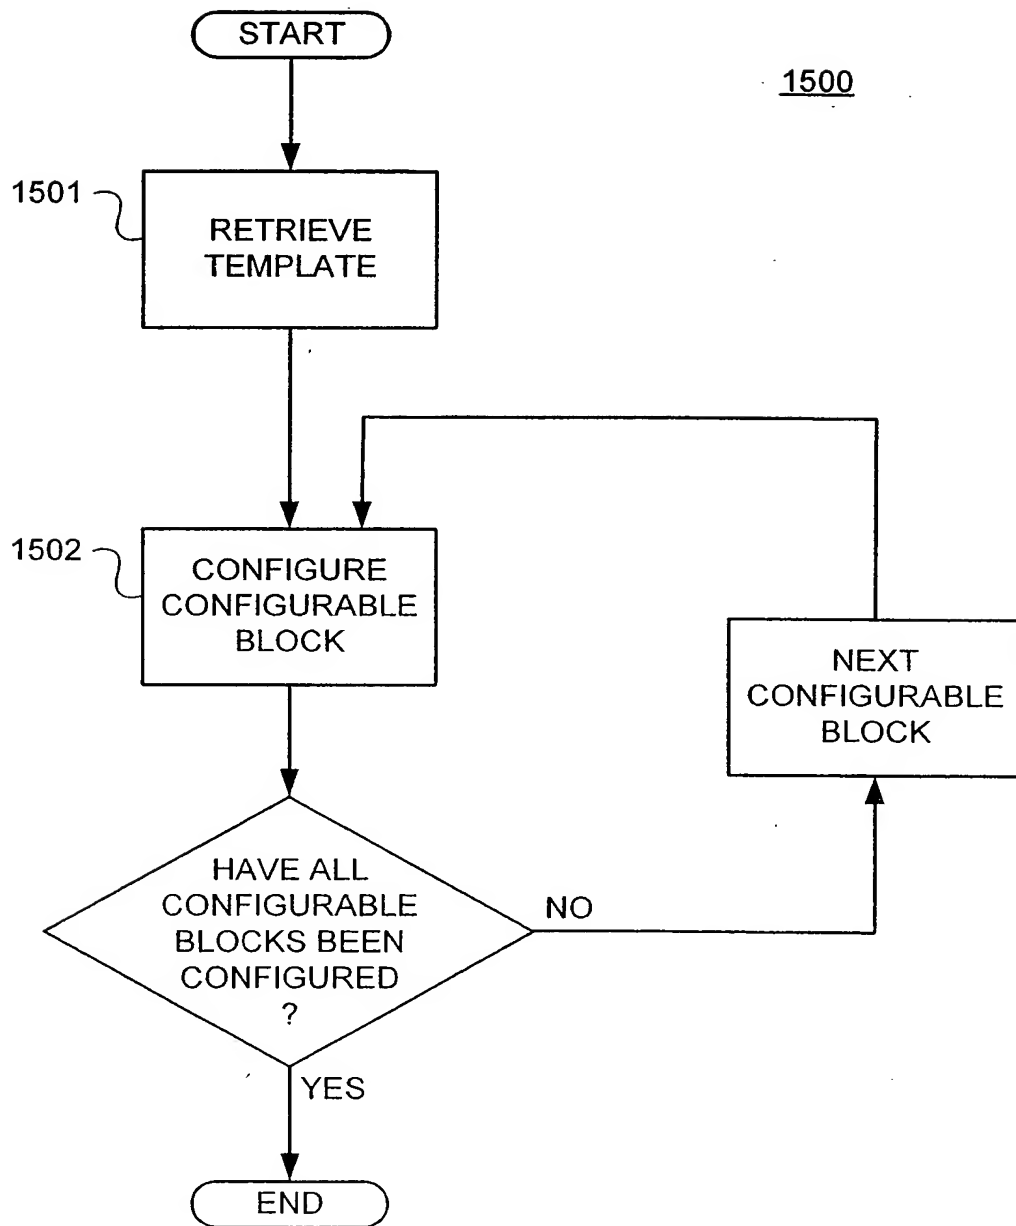 START
1500
1501
RETRIEVE
TEMPLATE
1502
CONFIGURE
CONFIGURABLE
BLOCK
NEXT
CONFIGURABLE
BLOCK
HAVE ALL
CONFIGURABLE
BLOCKS BEEN
CONFIGURED
?
NO
YES
END